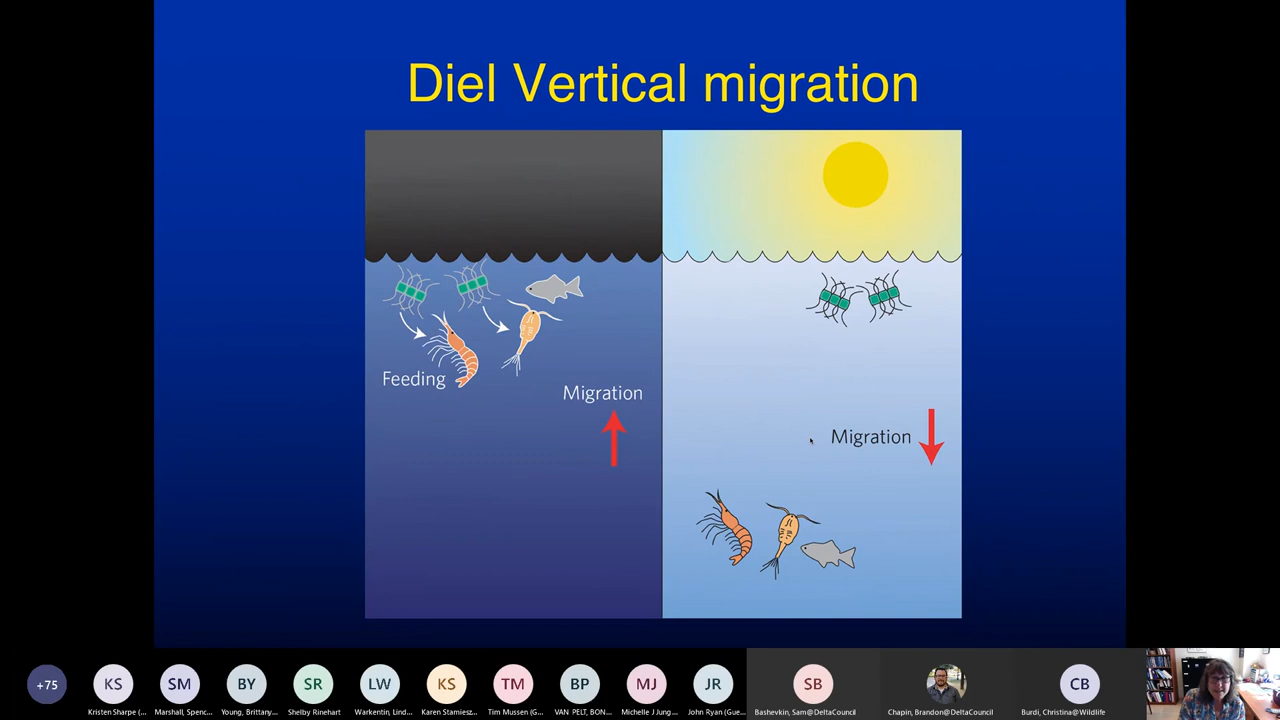 Diel Vertical migration
Feeding
Migration
Migration
+75
KS
SM
BY
SR
LW
KS
TM
BP
MJ
JR
SB
CB
Kristen Sharpe (...
Marshall, Spenc...
Young, Brittany...
Shelby Rinehart
Warkentin, Lind...
Karen Stamiesz...
Tim Mussen (G...
VAN PELT, BON...
Michelle J Jung...
John Ryan (Gue...
Bashevkin, Sam@DeltaCouncil
Chapin, Brandon@DeltaCouncil
Burdi, Christina@Wildlife